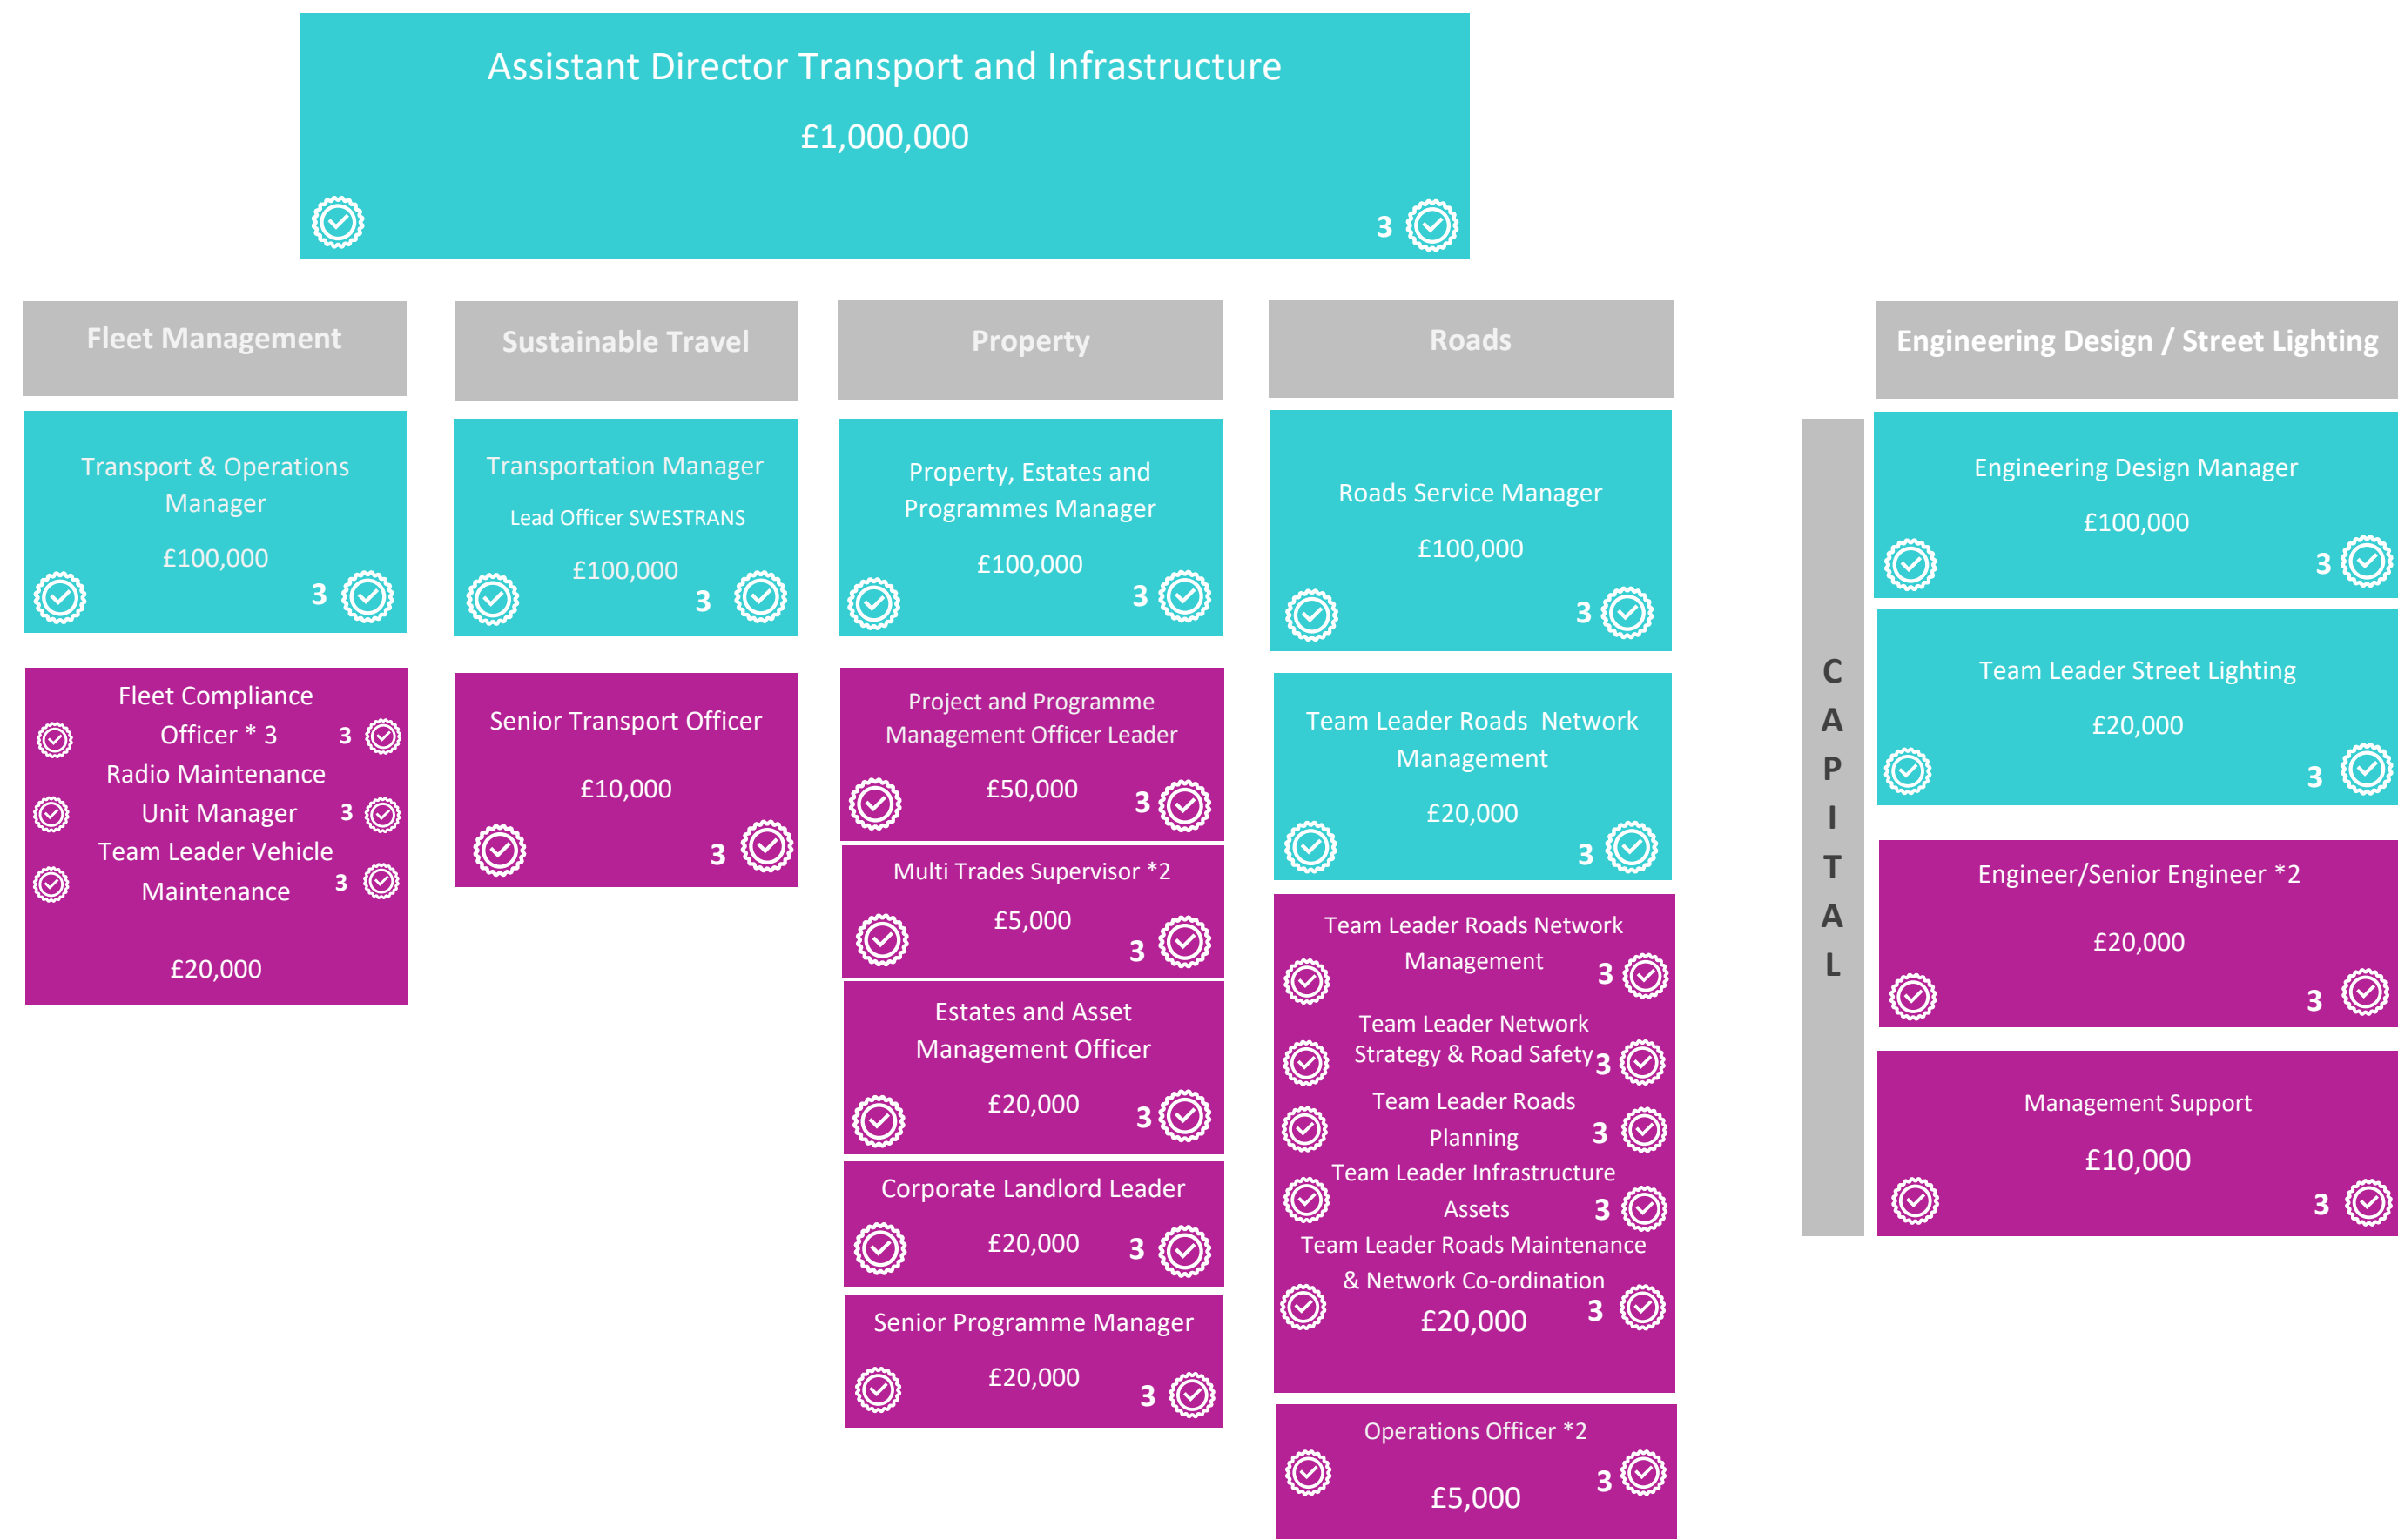 Assistant Director Transport and Infrastructure
£1,000,000
3
Fleet Management
Transport & Operations
Manager
£100,000
3
Fleet Compliance
Officer * 3 3
Radio Maintenance
Unit Manager 3
Team Leader Vehicle
Maintenance 3
£20,000
Sustainable Travel
Transportation Manager
Lead Officer SWESTRANS
£100,000
3
Senior Transport Officer
£10,000
3
Property
Property, Estates and
Programmes Manager
£100,000
3
Project and Programme
Management Officer Leader
£50,000 3
Multi Trades Supervisor *2
£5,000
3
Estates and Asset
Management Officer
£20,000 3
Corporate Landlord Leader
£20,000 3
Senior Programme Manager
£20,000
3
Roads
Roads Service Manager
£100,000
3
Team Leader Roads  Network
Management
£20,000
3
Team Leader Roads Network
Management 3
Team Leader Network
Strategy & Road Safety 3
Team Leader Roads
Planning 3
Team Leader Infrastructure
Assets 3
Team Leader Roads Maintenance
& Network Co-ordination
£20,000 3
Operations Officer *2
3
£5,000
Engineering Design / Street Lighting
CAPITAL
Engineering Design Manager
£100,000
3
Team Leader Street Lighting
£20,000
3
Engineer/Senior Engineer *2
£20,000
3
Management Support
£10,000
3